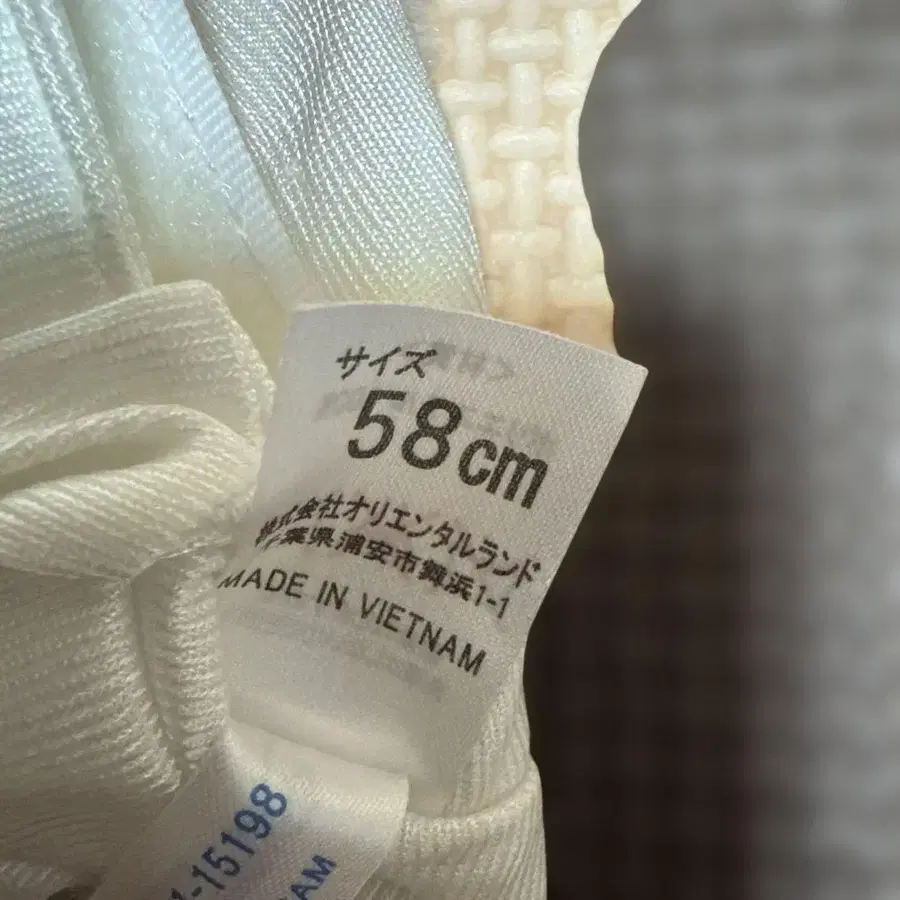 サイズ
58cm
株式会社オリエンタルランド
千葉県浦安市舞浜1-1
MADE IN VIETNAM
-15198